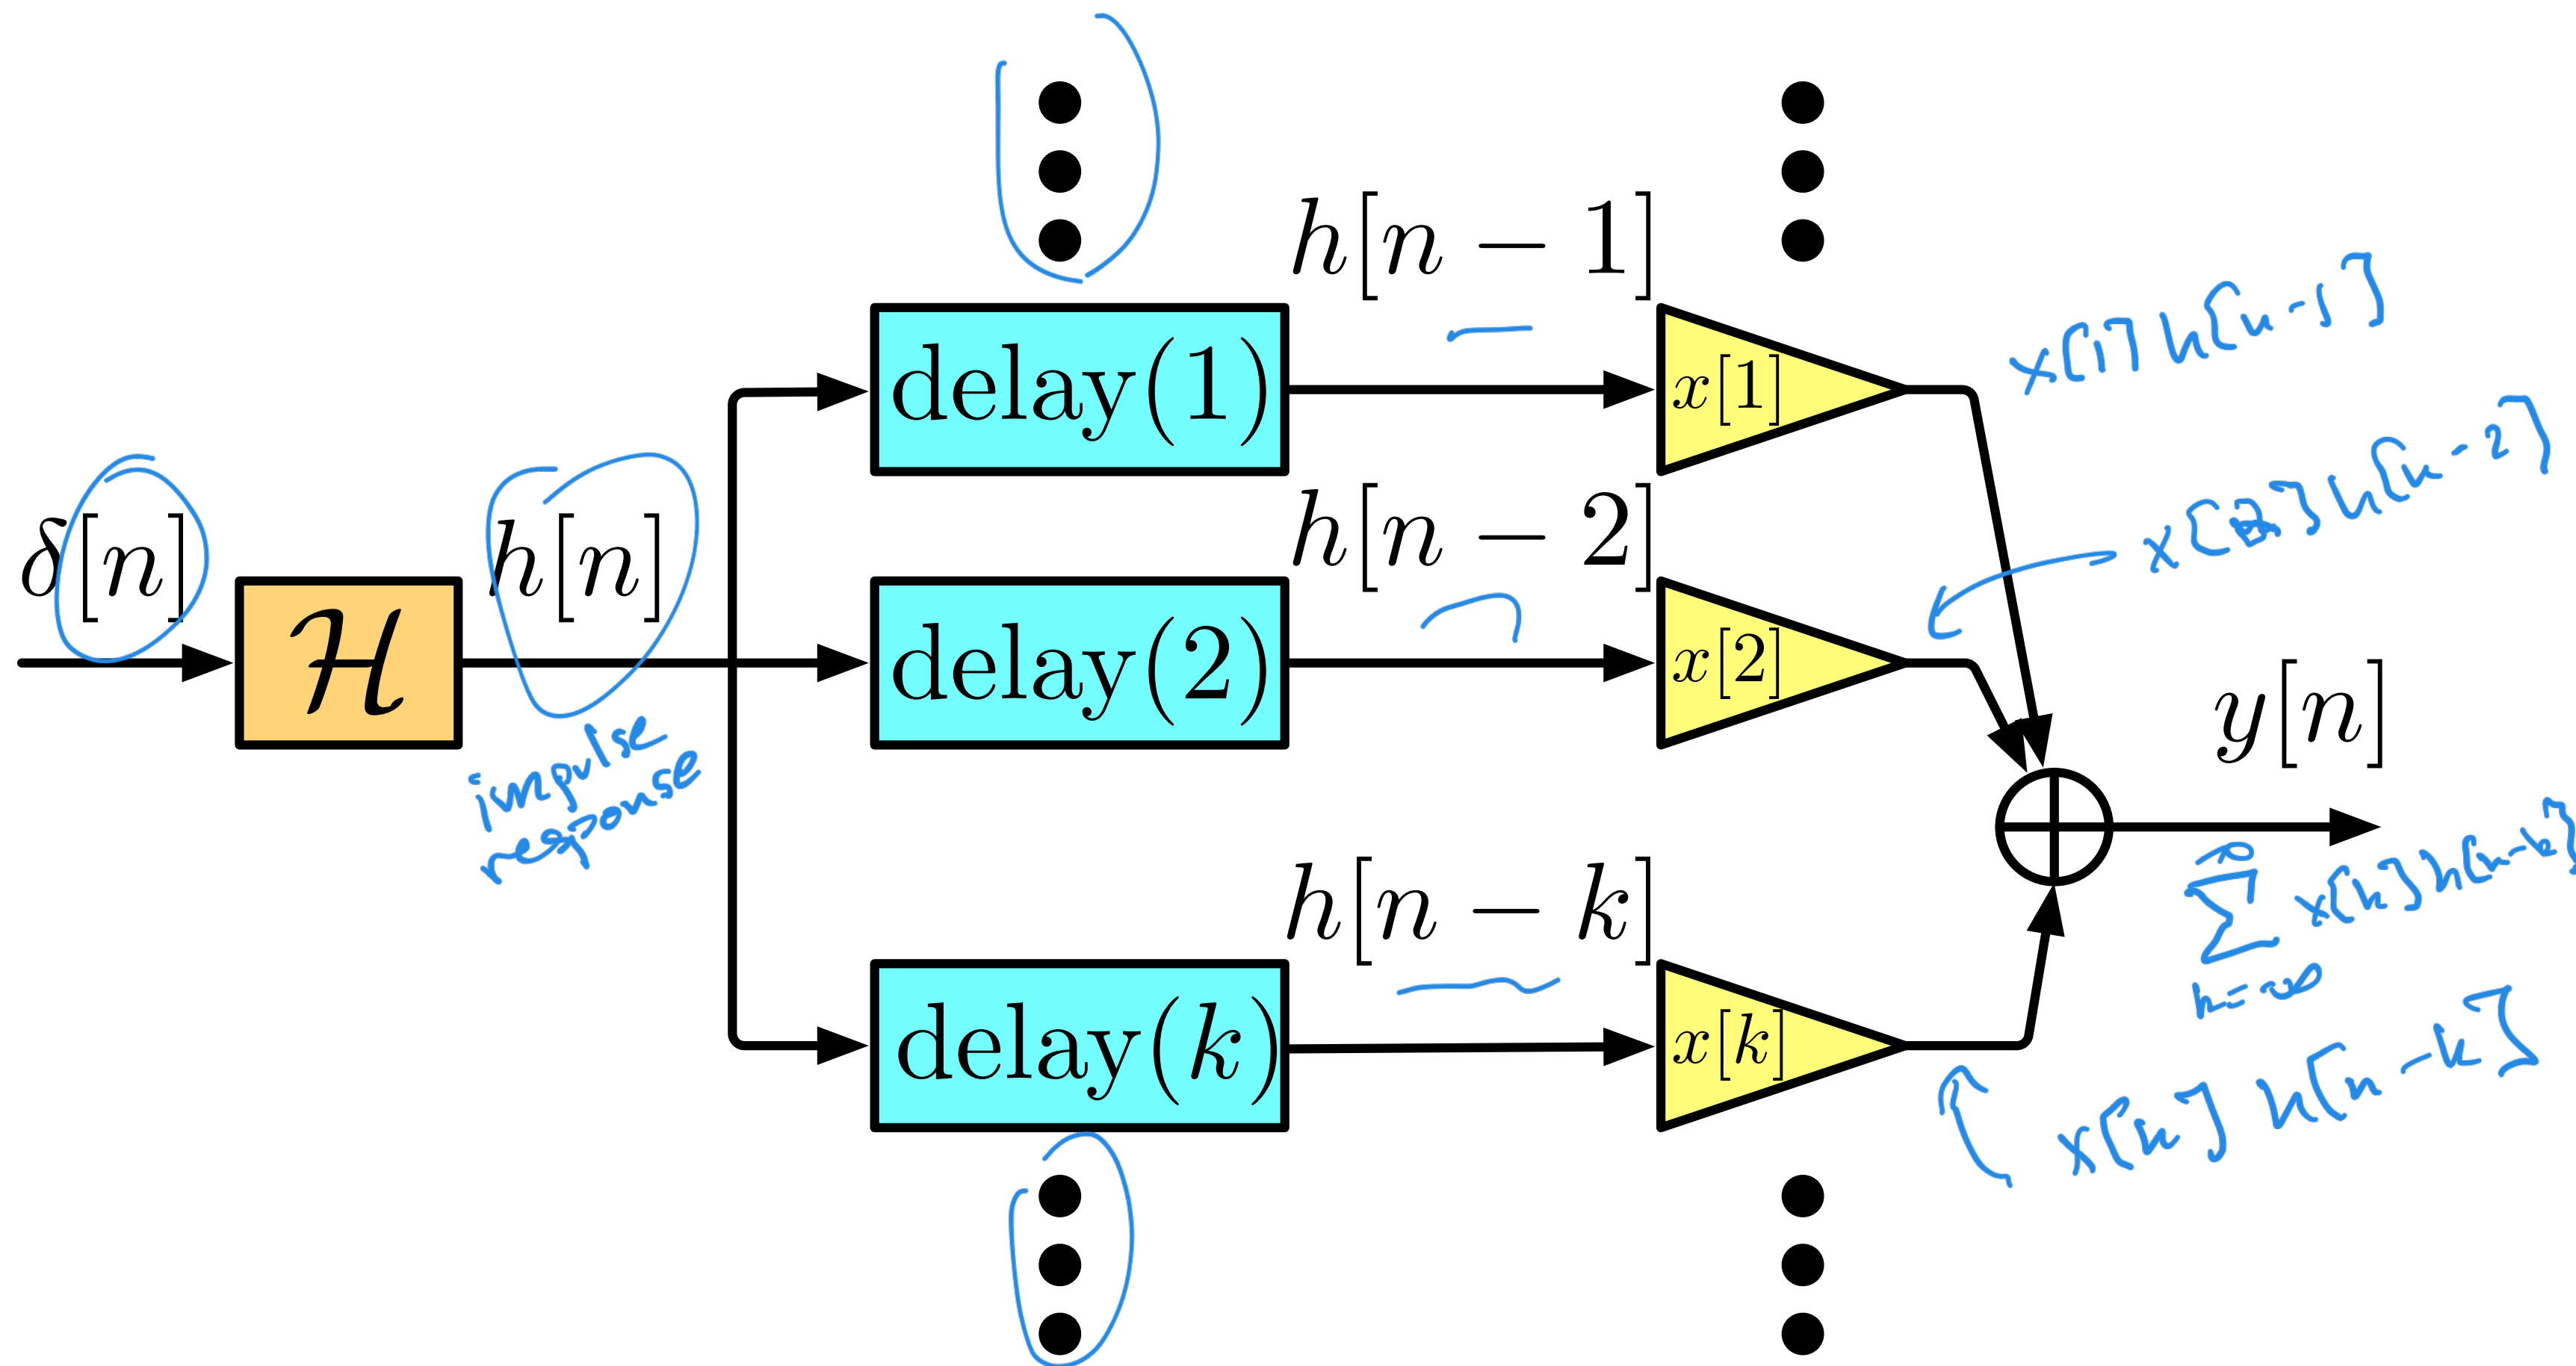 h[n − 1]
x[1] h[n-1]
delay(1)
x[1]
x[2] h[n-2]
δ[n]
h[n]
h[n − 2]
ℋ
delay(2)
x[2]
impulse
response
y[n]
h[n − k]
∞
∑ x[k] h[n-k]
k=-∞
delay(k)
x[k]
x[k] h[n-k]